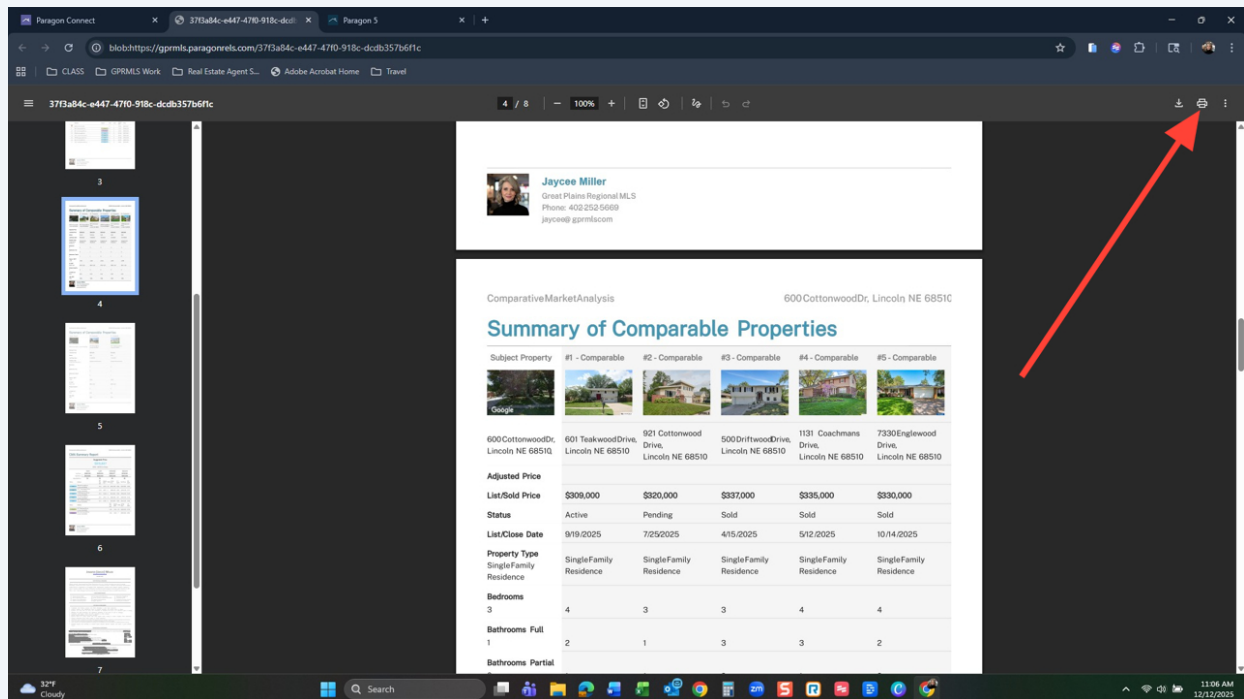 Paragon Connect
37f3a84c-e447-47f0-918c-dcdb
Paragon 5
blob:https://gprmls.paragonrels.com/37f3a84c-e447-47f0-918c-dcdb357b6f1c
CLASS
GPRMLS Work
Real Estate Agent S...
Adobe Acrobat Home
Travel
37f3a84c-e447-47f0-918c-dcdb357b6f1c
4 / 8
100%
3
4
5
6
7
Jaycee Miller
Great Plains Regional MLS
Phone: 402-252-5669
jaycee@gprmlscom
ComparativeMarketAnalysis 600CottonwoodDr, Lincoln, NE 68510
Summary of Comparable Properties
Subject Property #1 - Comparable #2 - Comparable #3 - Comparable #4 - Comparable #5 - Comparable
Google
600 CottonwoodDr,
Lincoln, NE 68510
601 TeakwoodDrive,
Lincoln, NE 68510
921 Cottonwood
Drive,
Lincoln, NE 68510
500DriftwoodDrive,
Lincoln, NE 68510
1131 Coachmans
Drive,
Lincoln, NE 68510
7330Englewood
Drive,
Lincoln, NE 68510
Adjusted Price
List/Sold Price $309,000 $320,000 $337,000 $335,000 $330,000
Status Active Pending Sold Sold Sold
List/Close Date 9/19/2025 7/25/2025 4/15/2025 5/12/2025 10/14/2025
Property Type
SingleFamily
Residence
SingleFamily
Residence
SingleFamily
Residence
SingleFamily
Residence
SingleFamily
Residence
SingleFamily
Residence
Bedrooms
3 4 3 3 4 4
Bathrooms Full
1 2 1 3 3 2
Bathrooms Partial
32°F
Cloudy
Search
11:06 AM
12/12/2025